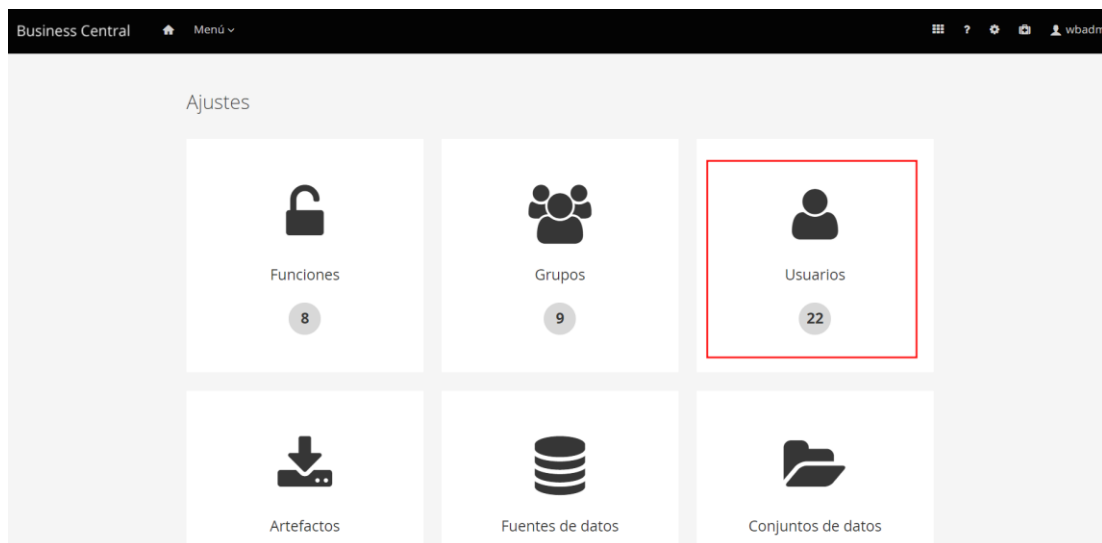 Business Central Menú ? wbadm
Ajustes
Funciones Grupos Usuarios
8 9 22
Artefactos Fuentes de datos Conjuntos de datos